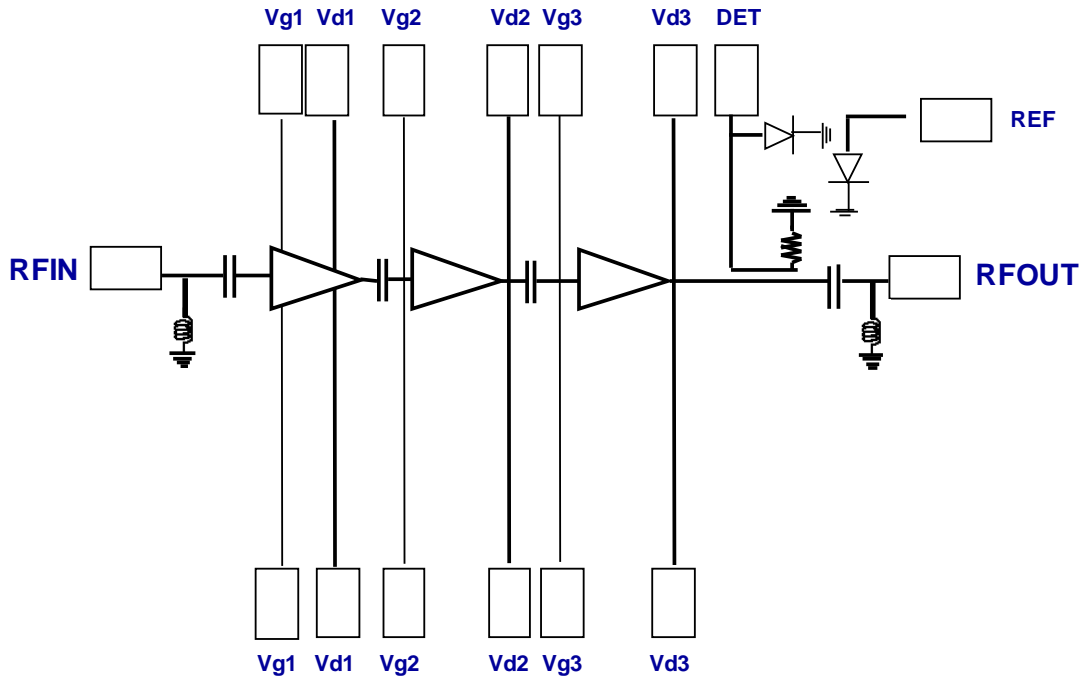 Vg1 Vd1 Vg2 Vd2 Vg3 Vd3 DET
REF
RFIN
RFOUT
Vg1 Vd1 Vg2 Vd2 Vg3 Vd3